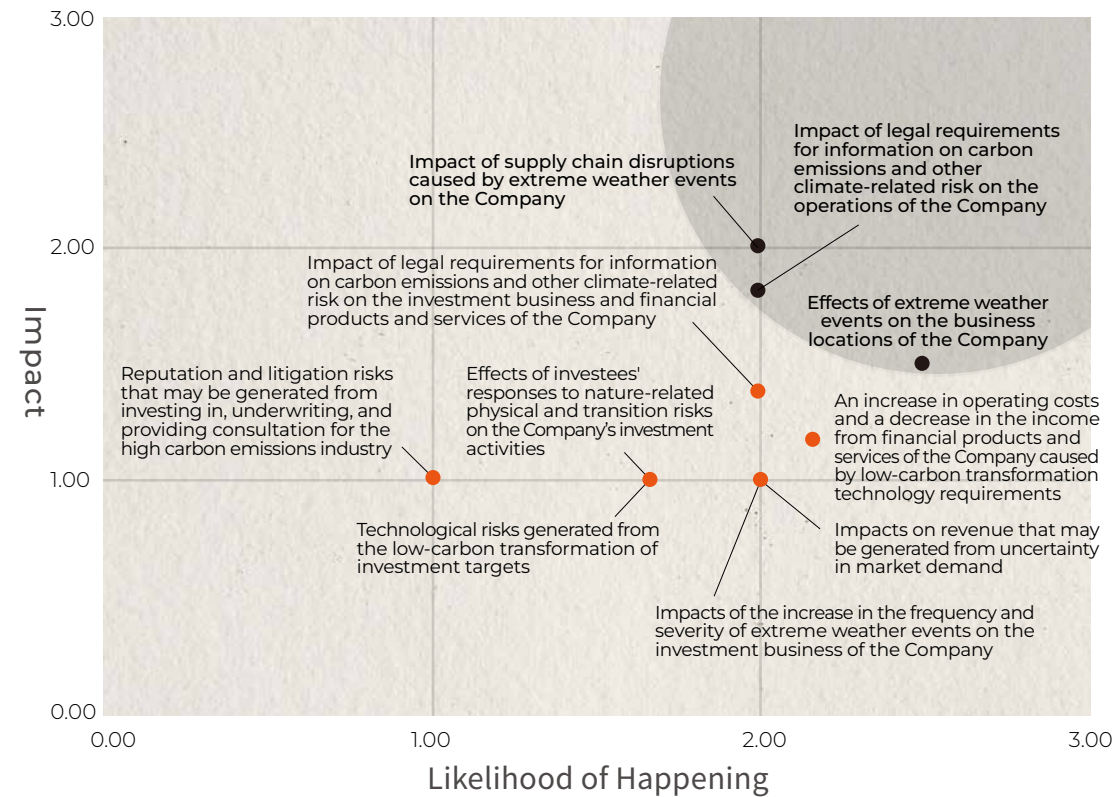 3.00
Impact of legal requirements
for information on carbon
emissions and other
climate-related risk on the
operations of the Company
Impact of supply chain disruptions
caused by extreme weather events
on the Company
2.00
Impact of legal requirements for information
on carbon emissions and other climate-related
risk on the investment business and financial
products and services of the Company
Effects of extreme weather
events on the business
locations of the Company
Impact
Reputation and litigation risks
that may be generated from
investing in, underwriting, and
providing consultation for the
high carbon emissions industry
Effects of investees'
responses to nature-related
physical and transition risks
on the Company's investment
activities
An increase in operating costs
and a decrease in the income
from financial products and
services of the Company caused
by low-carbon transformation
technology requirements
1.00
Technological risks generated from
the low-carbon transformation of
investment targets
Impacts on revenue that may
be generated from uncertainty
in market demand
Impacts of the increase in the frequency and
severity of extreme weather events on the
investment business of the Company
0.00
0.00
1.00
2.00
3.00
Likelihood of Happening